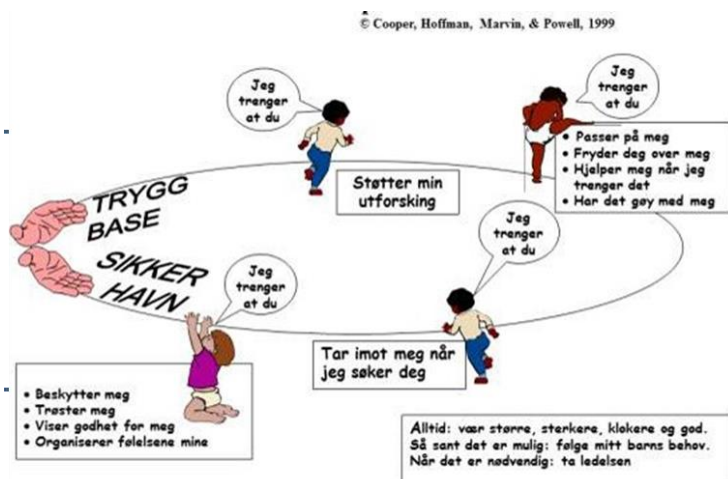 © Cooper, Hoffman, Marvin, & Powell, 1999
Jeg
trenger
at du
Støtter min
utforsking
Jeg
trenger
at du
• Passer på meg
• Fryder deg over meg
• Hjelper meg når jeg
trenger det
• Har det gøy med meg
TRYGG
BASE
SIKKER
HAVN
Jeg
trenger
at du
Tar imot meg når
jeg søker deg
Jeg
trenger
at du
• Beskytter meg
• Trøster meg
• Viser godhet for meg
• Organiserer følelsene mine
Alltid: vær større, sterkere, klokere og god.
Så sant det er mulig: følge mitt barns behov.
Når det er nødvendig: ta ledelsen